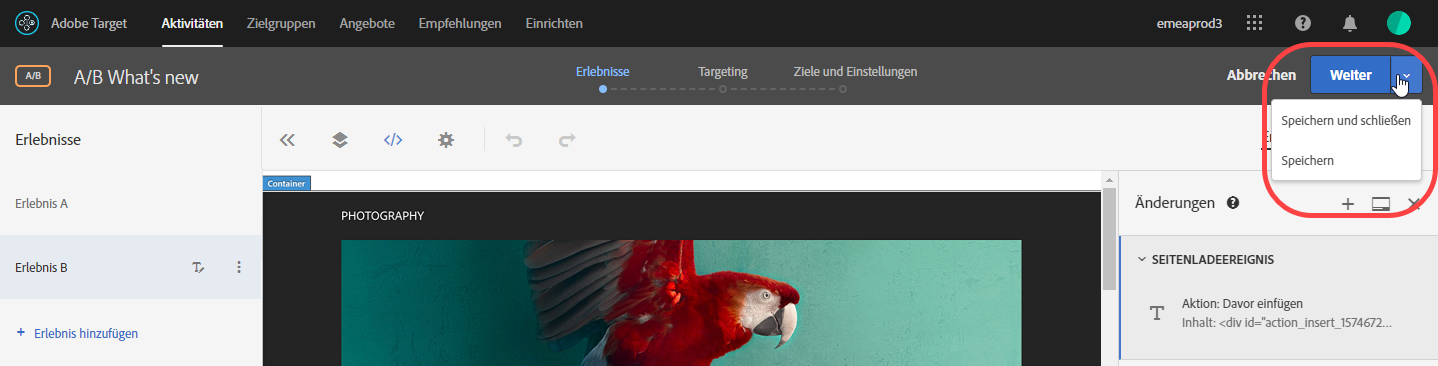 Adobe Target Aktivitäten Zielgruppen Angebote Empfehlungen Einrichten emeaprod3
A/B A/B What's new Erlebnisse Targeting Ziele und Einstellungen Abbrechen Weiter
Speichern und schließen
Speichern
Erlebnisse
Erlebnis A
Erlebnis B
+ Erlebnis hinzufügen
Container
PHOTOGRAPHY
Änderungen
SEITENLADEEREIGNIS
Aktion: Davor einfügen
Inhalt: <div id="action_insert_1574672...